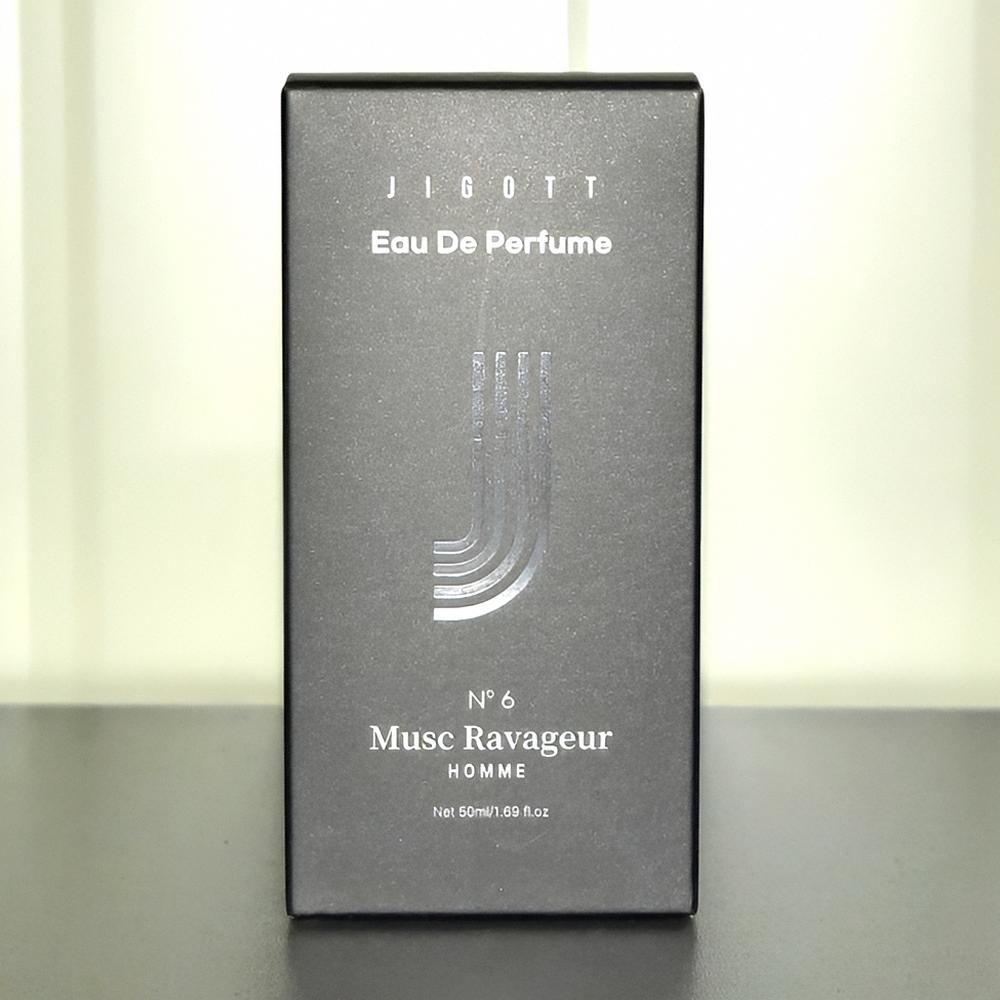 JIGOTT
Eau De Perfume
N° 6
Musc Ravageur
HOMME
Net 50ml/1.69 fl.oz